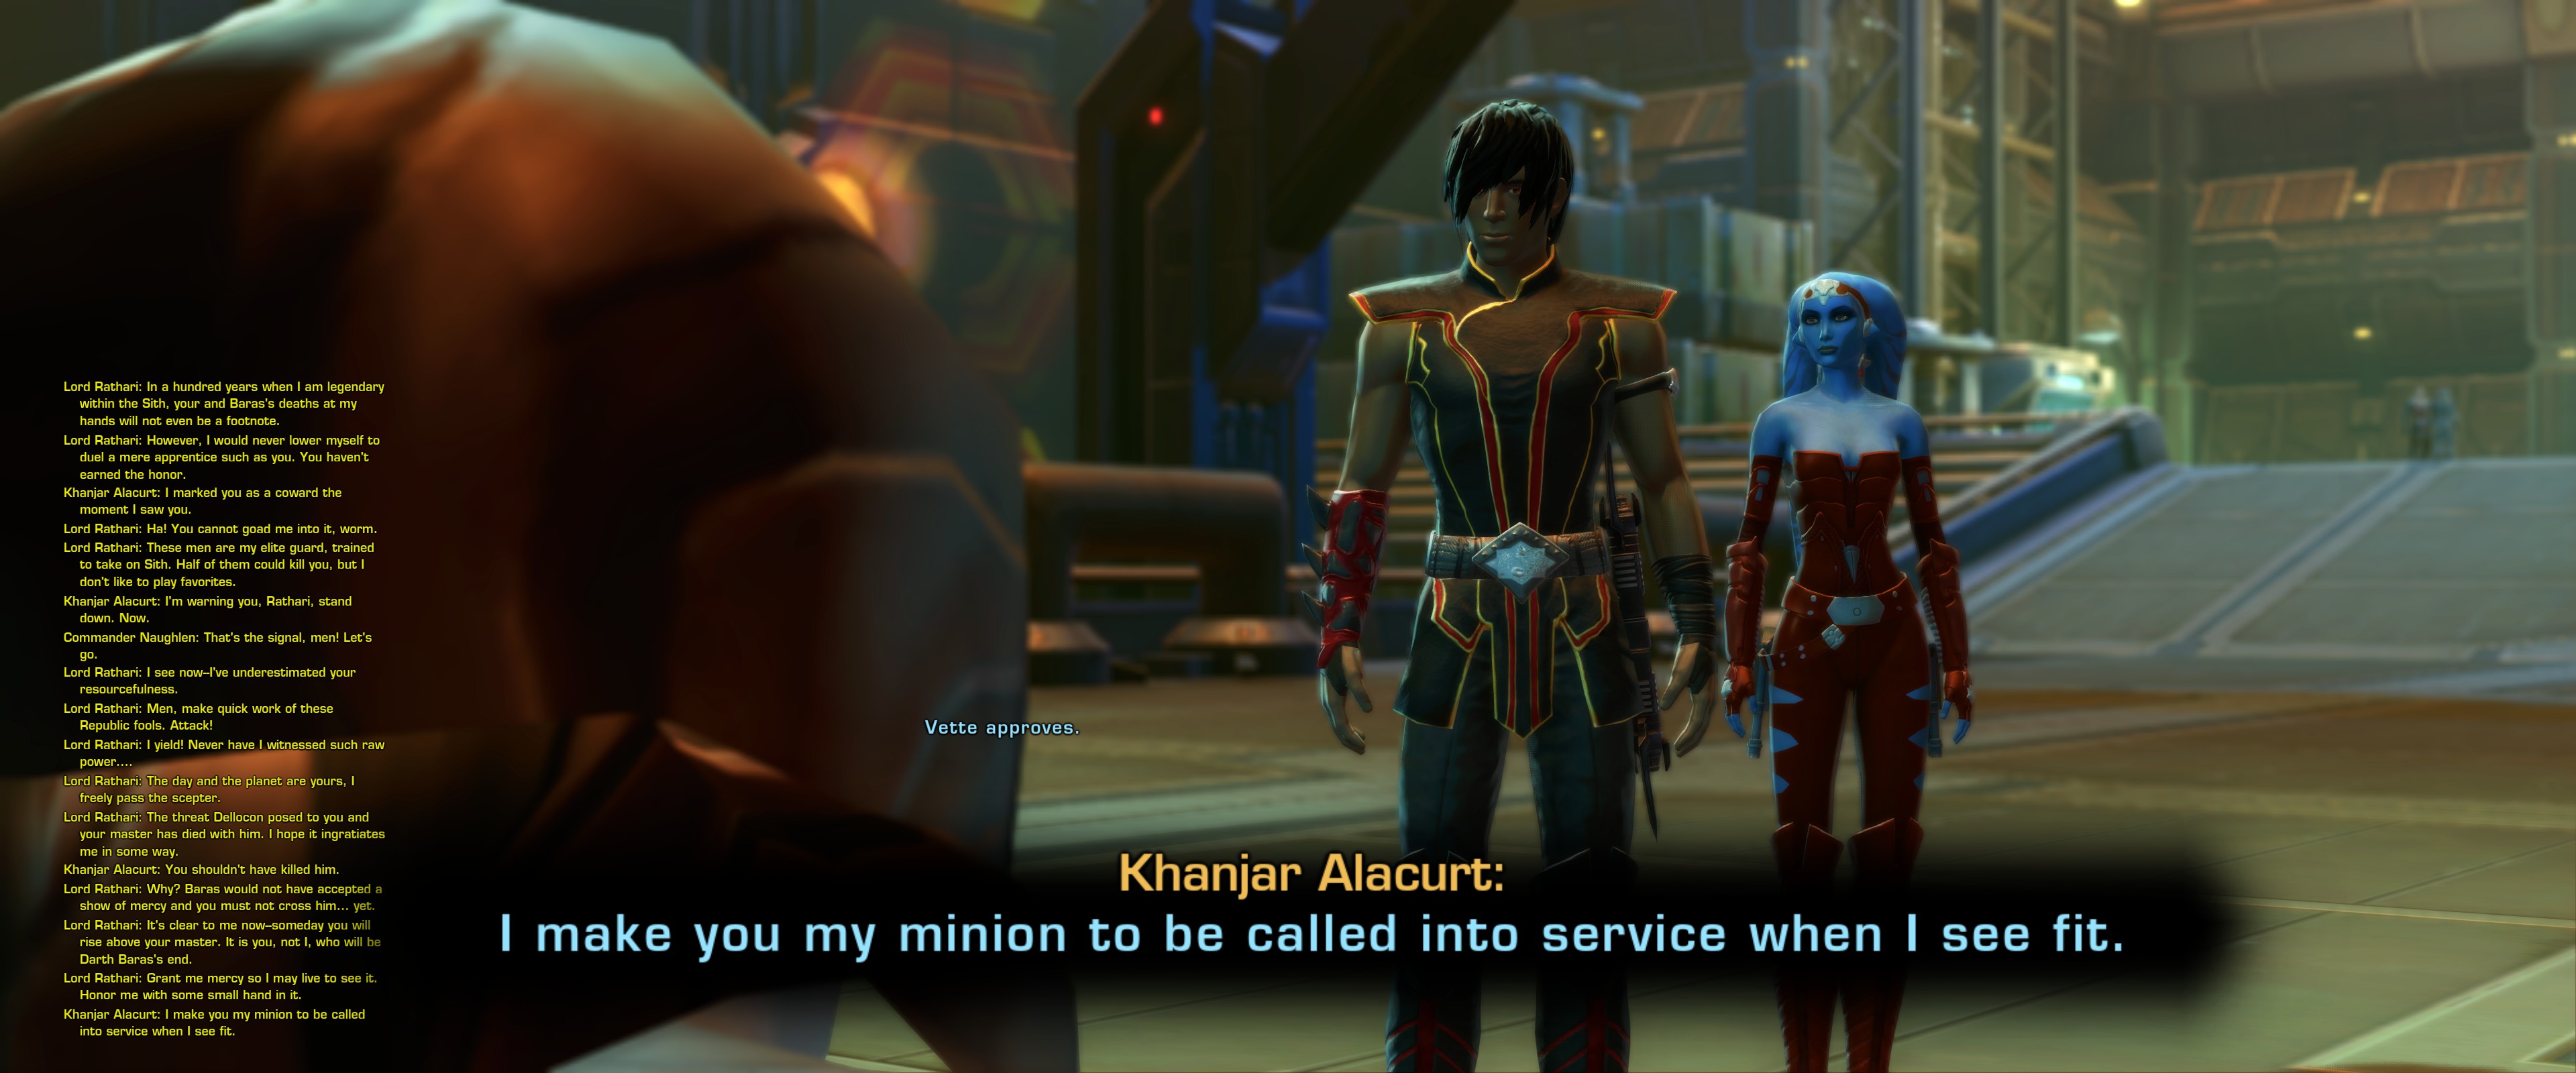 Lord Rathari: In a hundred years when I am legendary
within the Sith, your and Baras's deaths at my
hands will not even be a footnote.
Lord Rathari: However, I would never lower myself to
duel a mere apprentice such as you. You haven't
earned the honor.
Khanjar Alacurt: I marked you as a coward the
moment I saw you.
Lord Rathari: Ha! You cannot goad me into it, worm.
Lord Rathari: These men are my elite guard, trained
to take on Sith. Half of them could kill you, but I
don't like to play favorites.
Khanjar Alacurt: I'm warning you, Rathari, stand
down. Now.
Commander Naughlen: That's the signal, men! Let's
go.
Lord Rathari: I see now--I've underestimated your
resourcefulness.
Lord Rathari: Men, make quick work of these
Republic fools. Attack!
Lord Rathari: I yield! Never have I witnessed such raw
power....
Lord Rathari: The day and the planet are yours, I
freely pass the scepter.
Lord Rathari: The threat Dellocon posed to you and
your master has died with him. I hope it ingratiates
me in some way.
Khanjar Alacurt: You shouldn't have killed him.
Lord Rathari: Why? Baras would not have accepted a
show of mercy and you must not cross him... yet.
Lord Rathari: It's clear to me now--someday you will
rise above your master. It is you, not I, who will be
Darth Baras's end.
Lord Rathari: Grant me mercy so I may live to see it.
Honor me with some small hand in it.
Khanjar Alacurt: I make you my minion to be called
into service when I see fit.
Vette approves.
Khanjar Alacurt:
I make you my minion to be called into service when I see fit.